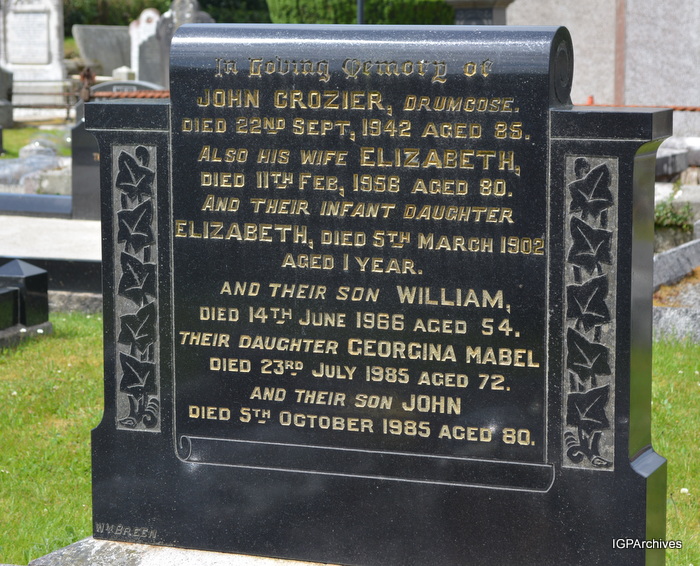 In Loving Memory of
JOHN CROZIER, DRUMGOSE.
DIED 22ND SEPT, 1942 AGED 85.
ALSO HIS WIFE ELIZABETH,
DIED 11TH FEB, 1956 AGED 80.
AND THEIR INFANT DAUGHTER
ELIZABETH, DIED 5TH MARCH 1902
AGED 1 YEAR.
AND THEIR SON WILLIAM,
DIED 14TH JUNE 1966 AGED 54.
THEIR DAUGHTER GEORGINA MABEL
DIED 23RD JULY 1985 AGED 72.
AND THEIR SON JOHN
DIED 5TH OCTOBER 1985 AGED 80.
WM BREEN
IGPArchives